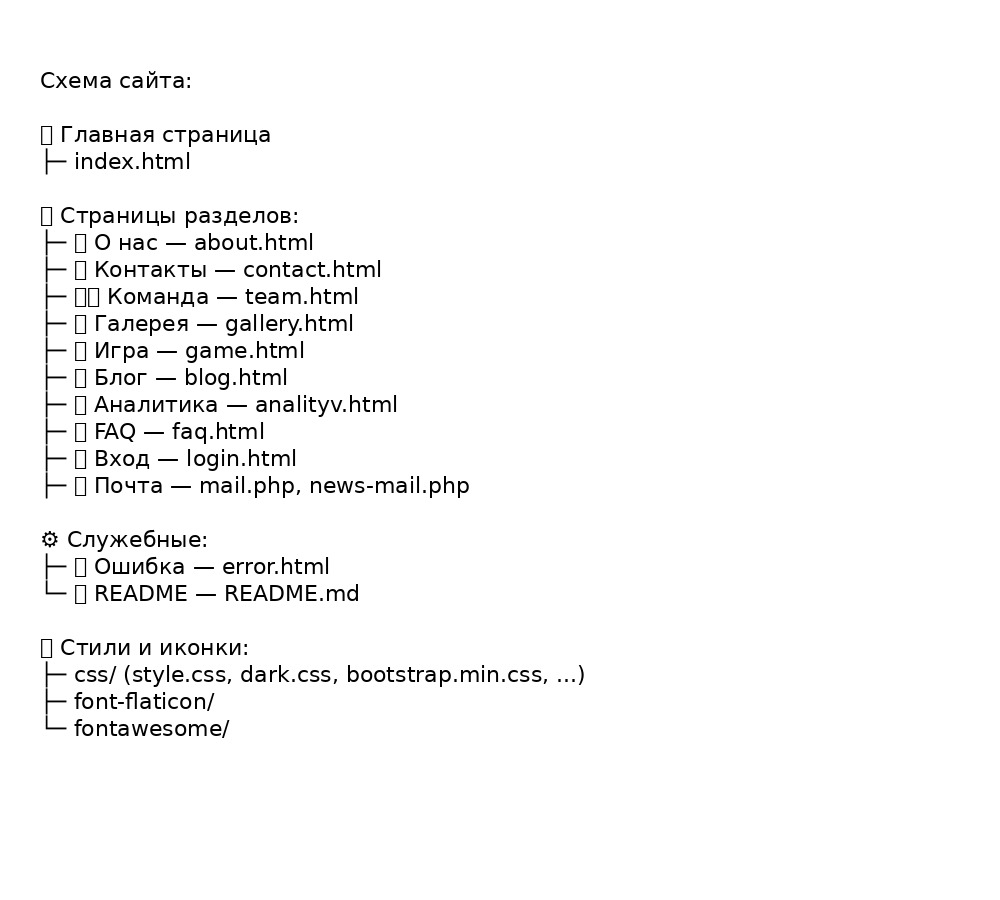 Схема сайта:
Главная страница
├─ index.html
Страницы разделов:
├─ О нас — about.html
├─ Контакты — contact.html
├─ Команда — team.html
├─ Галерея — gallery.html
├─ Игра — game.html
├─ Блог — blog.html
├─ Аналитика — analityv.html
├─ FAQ — faq.html
├─ Вход — login.html
├─ Почта — mail.php, news-mail.php
⚙ Служебные:
├─ Ошибка — error.html
└─ README — README.md
Стили и иконки:
├─ css/ (style.css, dark.css, bootstrap.min.css, ...)
├─ font-flaticon/
└─ fontawesome/